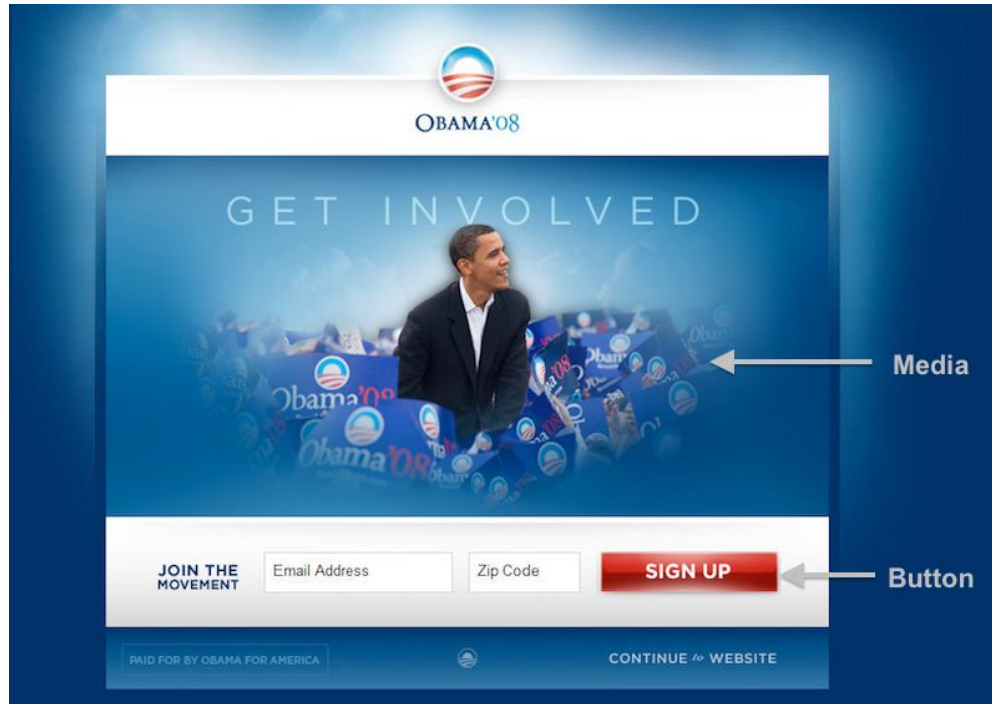 OBAMA'08
GET INVOLVED
Obama
Obama'08
Obama'08
Media
JOIN THE
MOVEMENT
Email Address
Zip Code
SIGN UP
Button
PAID FOR BY OBAMA FOR AMERICA
CONTINUE to WEBSITE